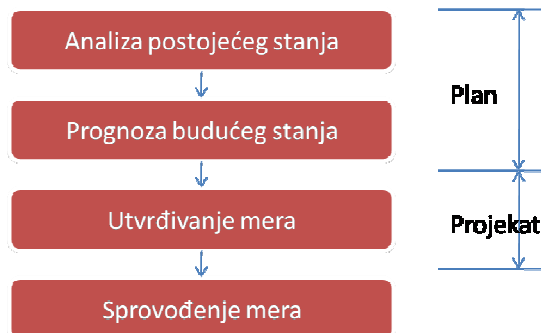 Analiza postojećeg stanja
Plan
Prognoza budućeg stanja
Utvrđivanje mera
Projekat
Sprovođenje mera